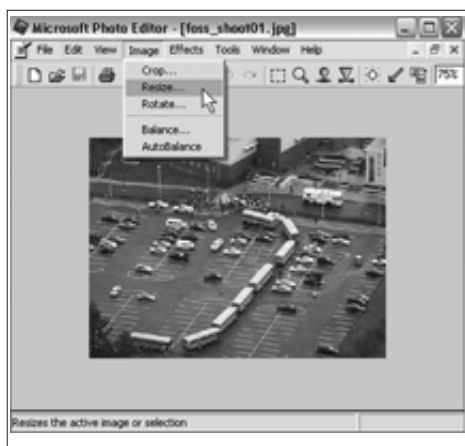 Microsoft Photo Editor - [foss_shoot01.jpg]
File Edit View Image Effects Tools Window Help
75%
Crop...
Resize...
Rotate...
Balance...
AutoBalance
Resizes the active image or selection